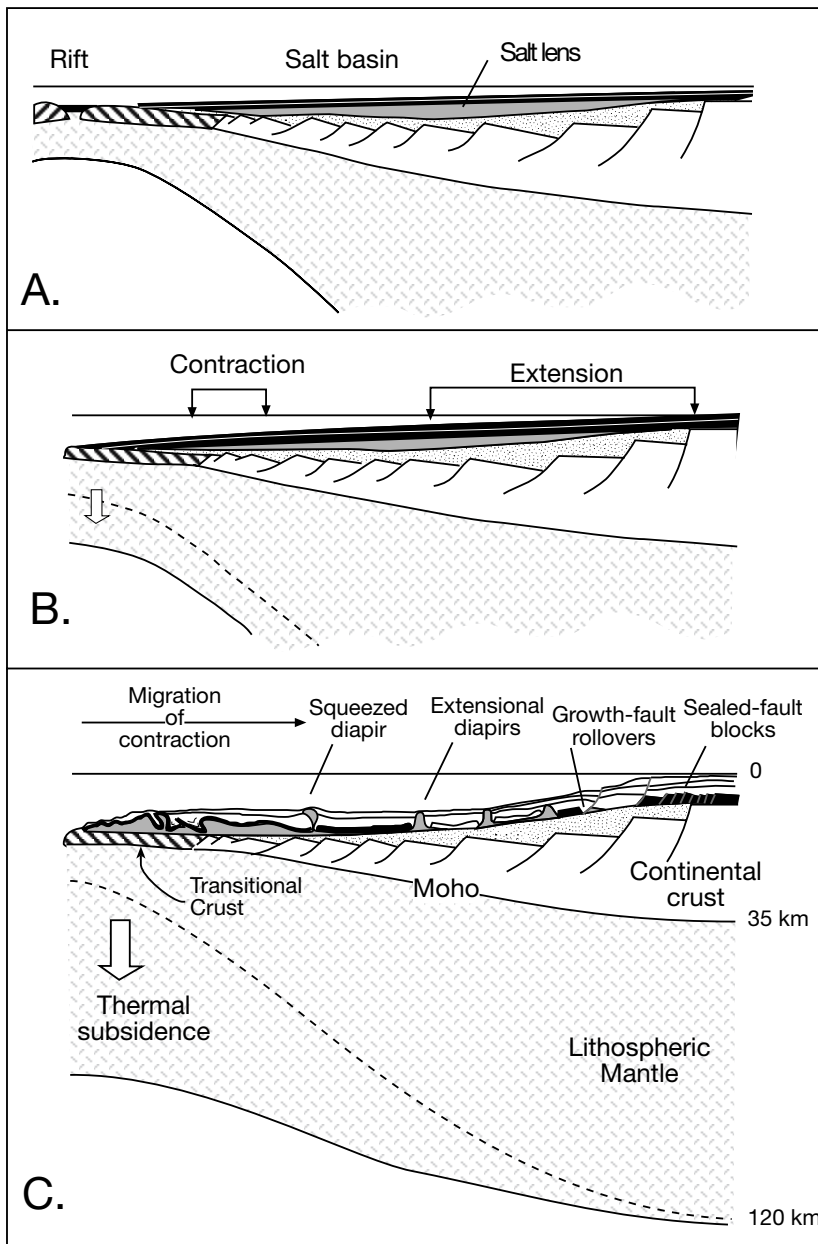 Rift
Salt basin
Salt lens
A.
Contraction
Extension
B.
Migration
of
contraction
Squeezed
diapir
Extensional
diapirs
Growth-fault
rollovers
Sealed-fault
blocks
0
Transitional
Crust
Moho
Continental
crust
35 km
Thermal
subsidence
Lithospheric
Mantle
C.
120 km